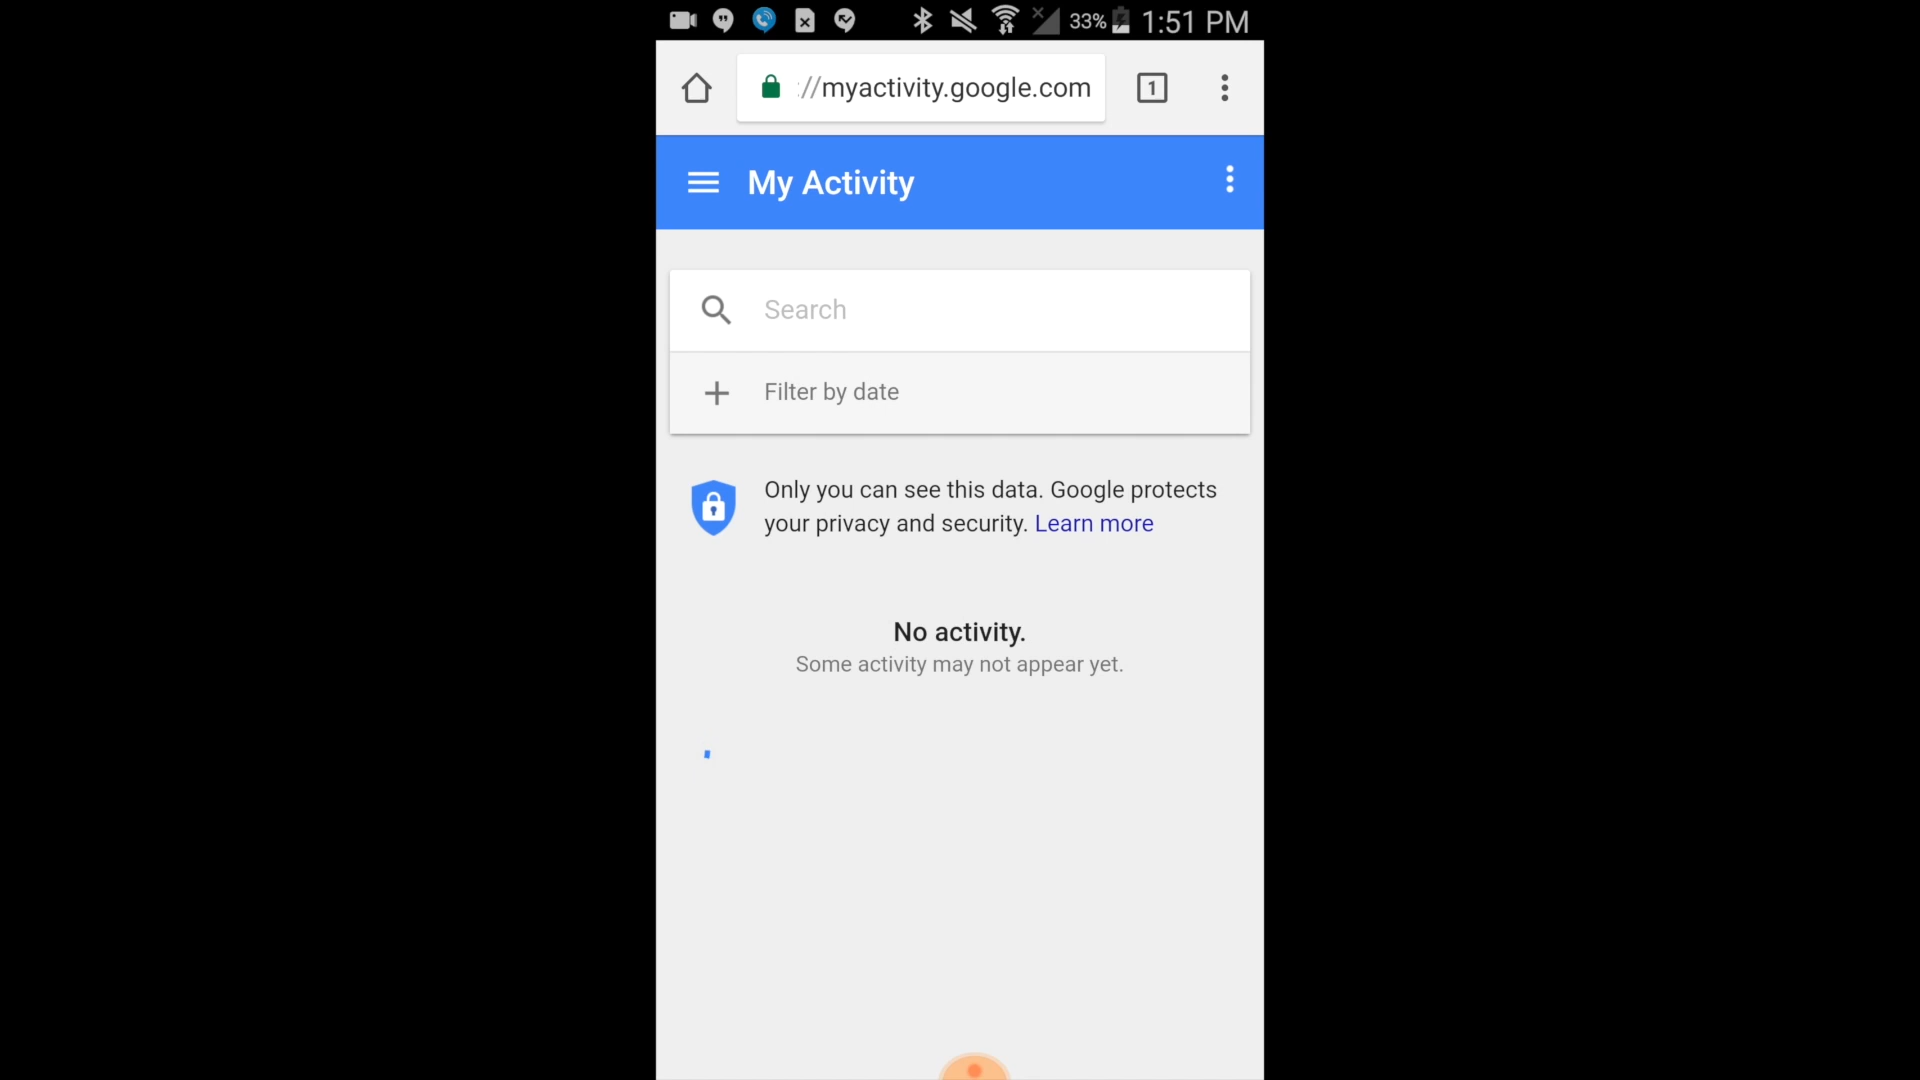 33% 1:51 PM
://myactivity.google.com 1
My Activity
Search
Filter by date
Only you can see this data. Google protects
your privacy and security. Learn more
No activity.
Some activity may not appear yet.